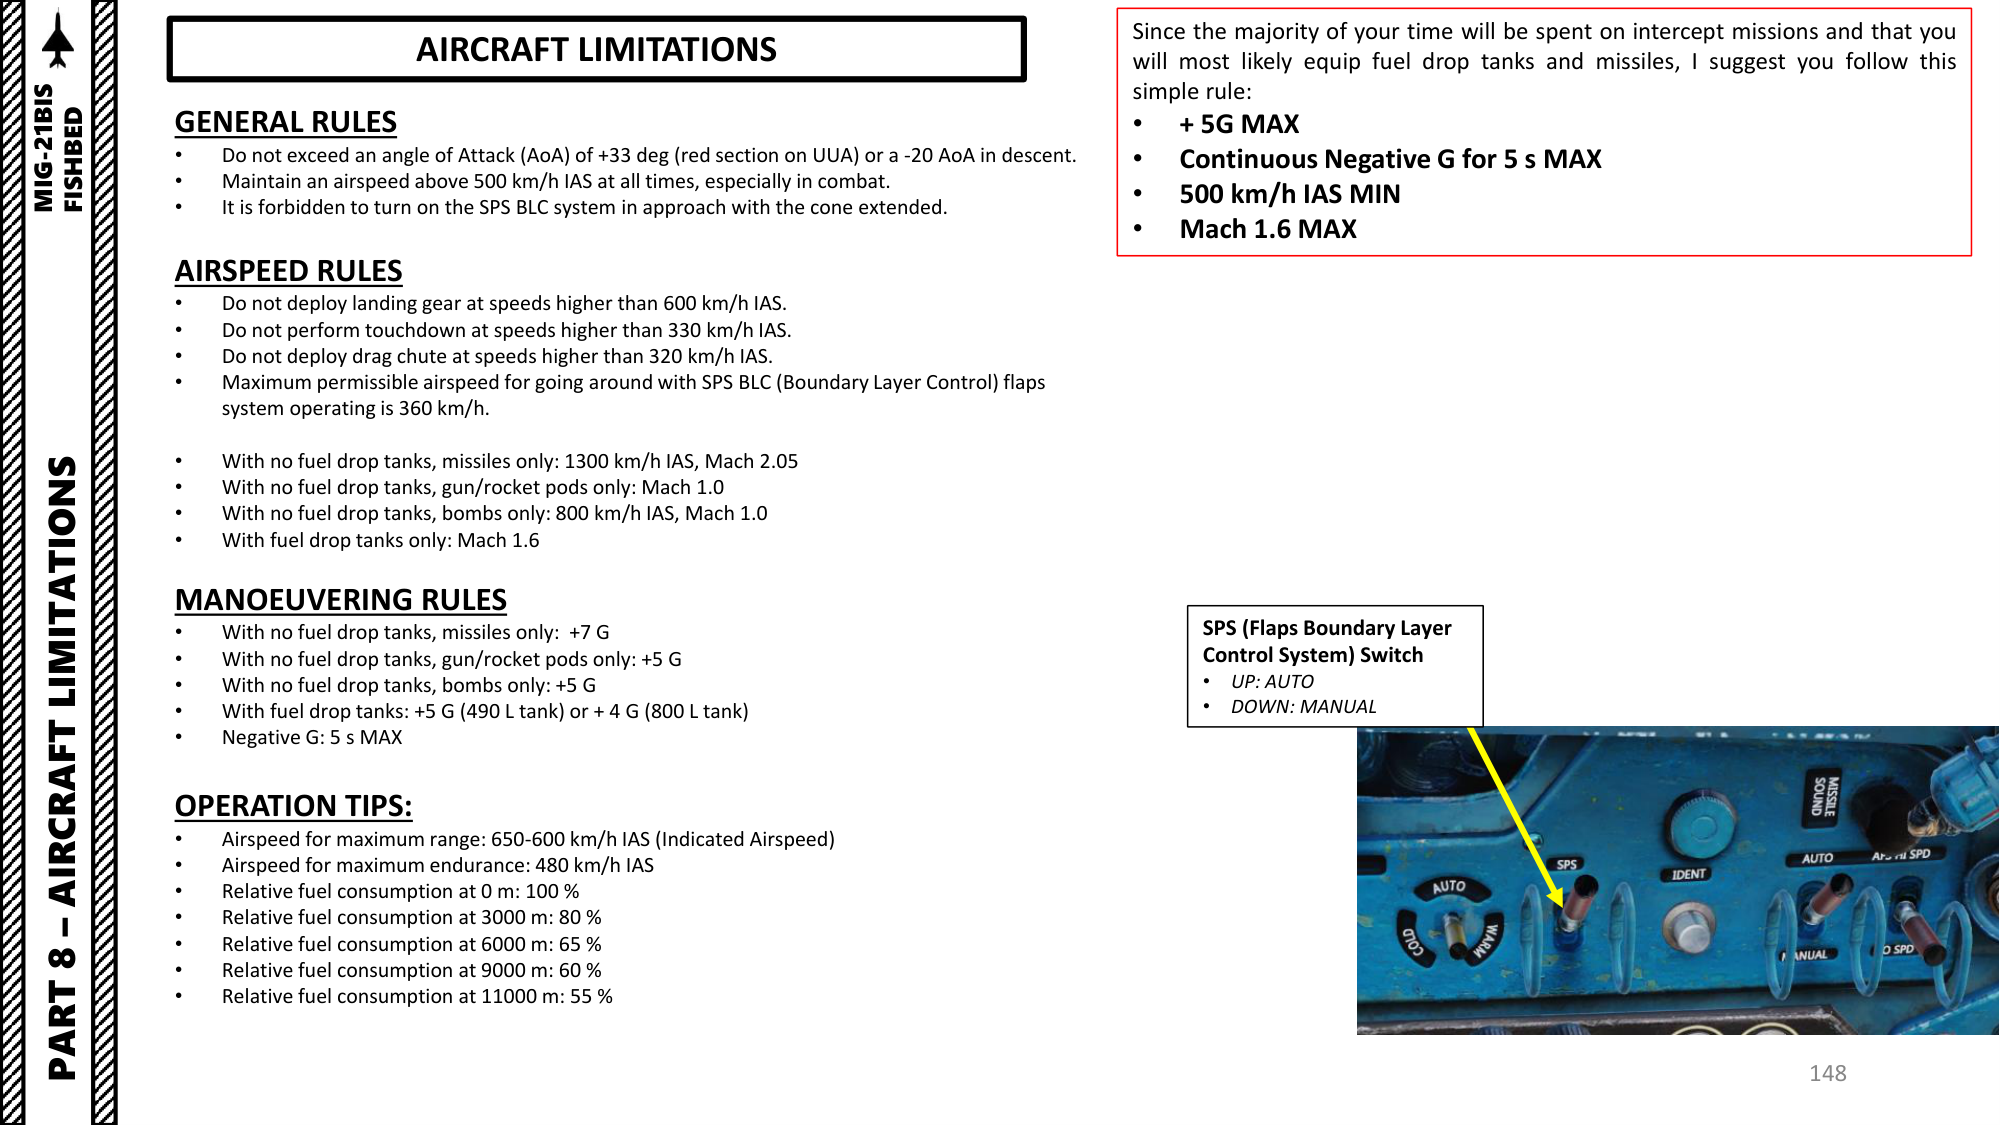 MIG-21BIS
FISHBED
PART 8 – AIRCRAFT LIMITATIONS
AIRCRAFT LIMITATIONS
GENERAL RULES
• Do not exceed an angle of Attack (AoA) of +33 deg (red section on UUA) or a -20 AoA in descent.
• Maintain an airspeed above 500 km/h IAS at all times, especially in combat.
• It is forbidden to turn on the SPS BLC system in approach with the cone extended.
AIRSPEED RULES
• Do not deploy landing gear at speeds higher than 600 km/h IAS.
• Do not perform touchdown at speeds higher than 330 km/h IAS.
• Do not deploy drag chute at speeds higher than 320 km/h IAS.
• Maximum permissible airspeed for going around with SPS BLC (Boundary Layer Control) flaps
system operating is 360 km/h.
• With no fuel drop tanks, missiles only: 1300 km/h IAS, Mach 2.05
• With no fuel drop tanks, gun/rocket pods only: Mach 1.0
• With no fuel drop tanks, bombs only: 800 km/h IAS, Mach 1.0
• With fuel drop tanks only: Mach 1.6
MANOEUVERING RULES
• With no fuel drop tanks, missiles only: +7 G
• With no fuel drop tanks, gun/rocket pods only: +5 G
• With no fuel drop tanks, bombs only: +5 G
• With fuel drop tanks: +5 G (490 L tank) or + 4 G (800 L tank)
• Negative G: 5 s MAX
OPERATION TIPS:
• Airspeed for maximum range: 650-600 km/h IAS (Indicated Airspeed)
• Airspeed for maximum endurance: 480 km/h IAS
• Relative fuel consumption at 0 m: 100 %
• Relative fuel consumption at 3000 m: 80 %
• Relative fuel consumption at 6000 m: 65 %
• Relative fuel consumption at 9000 m: 60 %
• Relative fuel consumption at 11000 m: 55 %
Since the majority of your time will be spent on intercept missions and that you
will most likely equip fuel drop tanks and missiles, I suggest you follow this
simple rule:
• + 5G MAX
• Continuous Negative G for 5 s MAX
• 500 km/h IAS MIN
• Mach 1.6 MAX
SPS (Flaps Boundary Layer
Control System) Switch
• UP: AUTO
• DOWN: MANUAL
MISSILE
SOUND
SPS
IDENT
AUTO
HI SPD
AUTO
COLD
WARM
ANUAL
O SPD
148